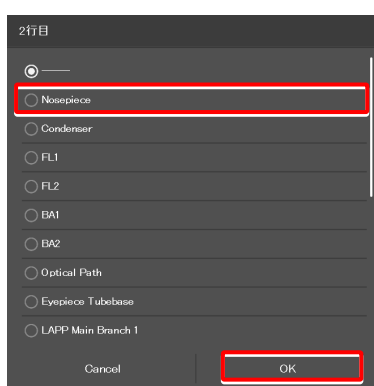 2行目
Nosepiece
Condenser
FL1
FL2
BA1
BA2
Optical Path
Eyepiece Tubebase
LAPP Main Branch 1
Cancel
OK